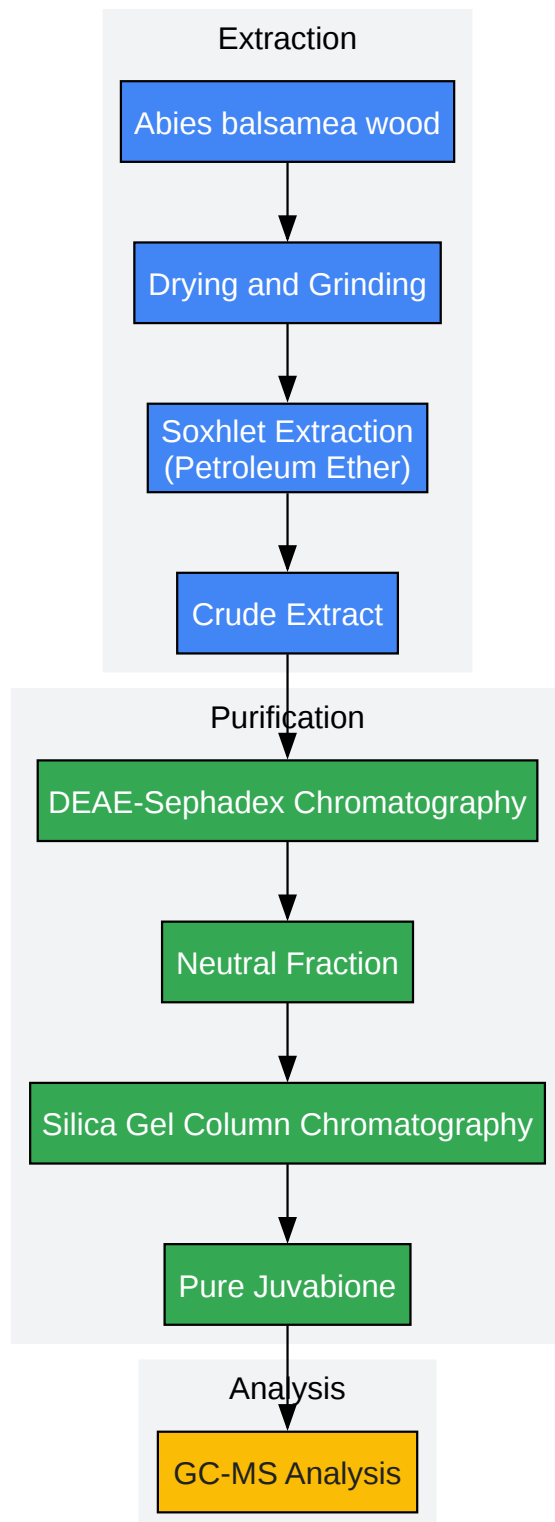 Extraction
Abies balsamea wood
Drying and Grinding
Soxhlet Extraction
(Petroleum Ether)
Crude Extract
Purification
DEAE-Sephadex Chromatography
Neutral Fraction
Silica Gel Column Chromatography
Pure Juvabione
Analysis
GC-MS Analysis